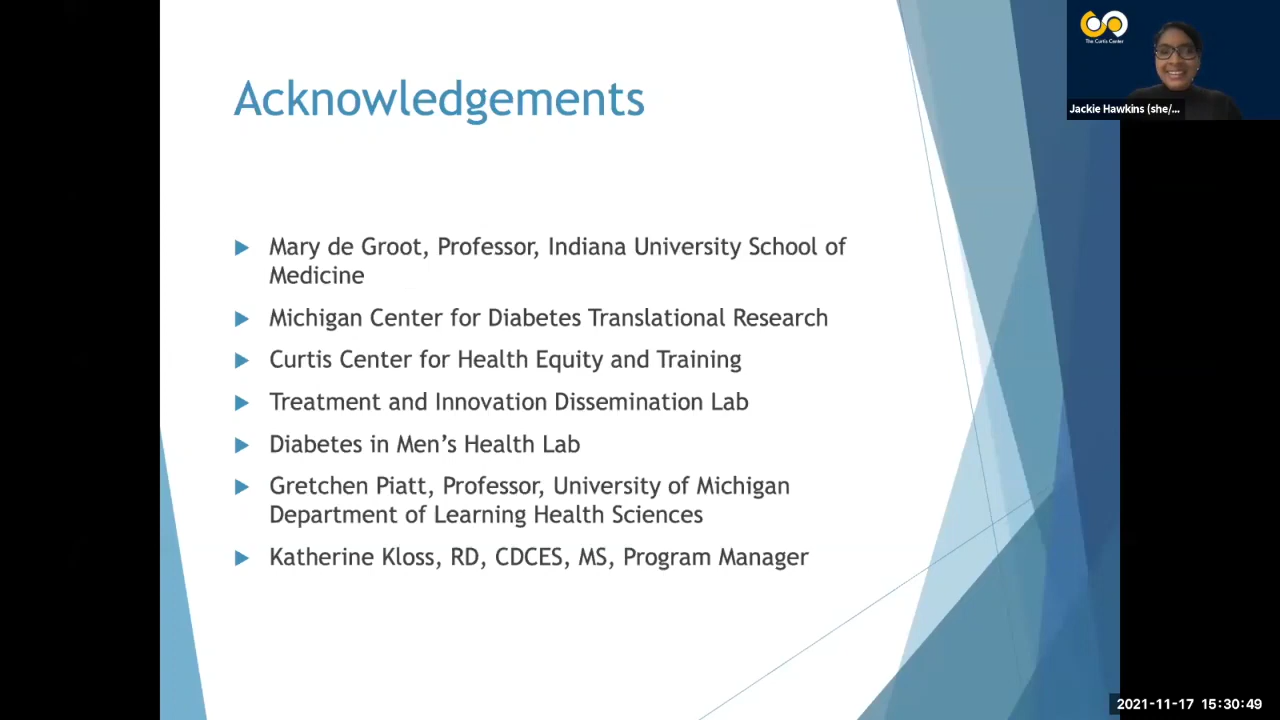 Acknowledgements
Mary de Groot, Professor, Indiana University School of
Medicine
Michigan Center for Diabetes Translational Research
Curtis Center for Health Equity and Training
Treatment and Innovation Dissemination Lab
Diabetes in Men’s Health Lab
Gretchen Piatt, Professor, University of Michigan
Department of Learning Health Sciences
Katherine Kloss, RD, CDCES, MS, Program Manager
The Curtis Center
Jackie Hawkins (she/...
2021-11-17 15:30:49